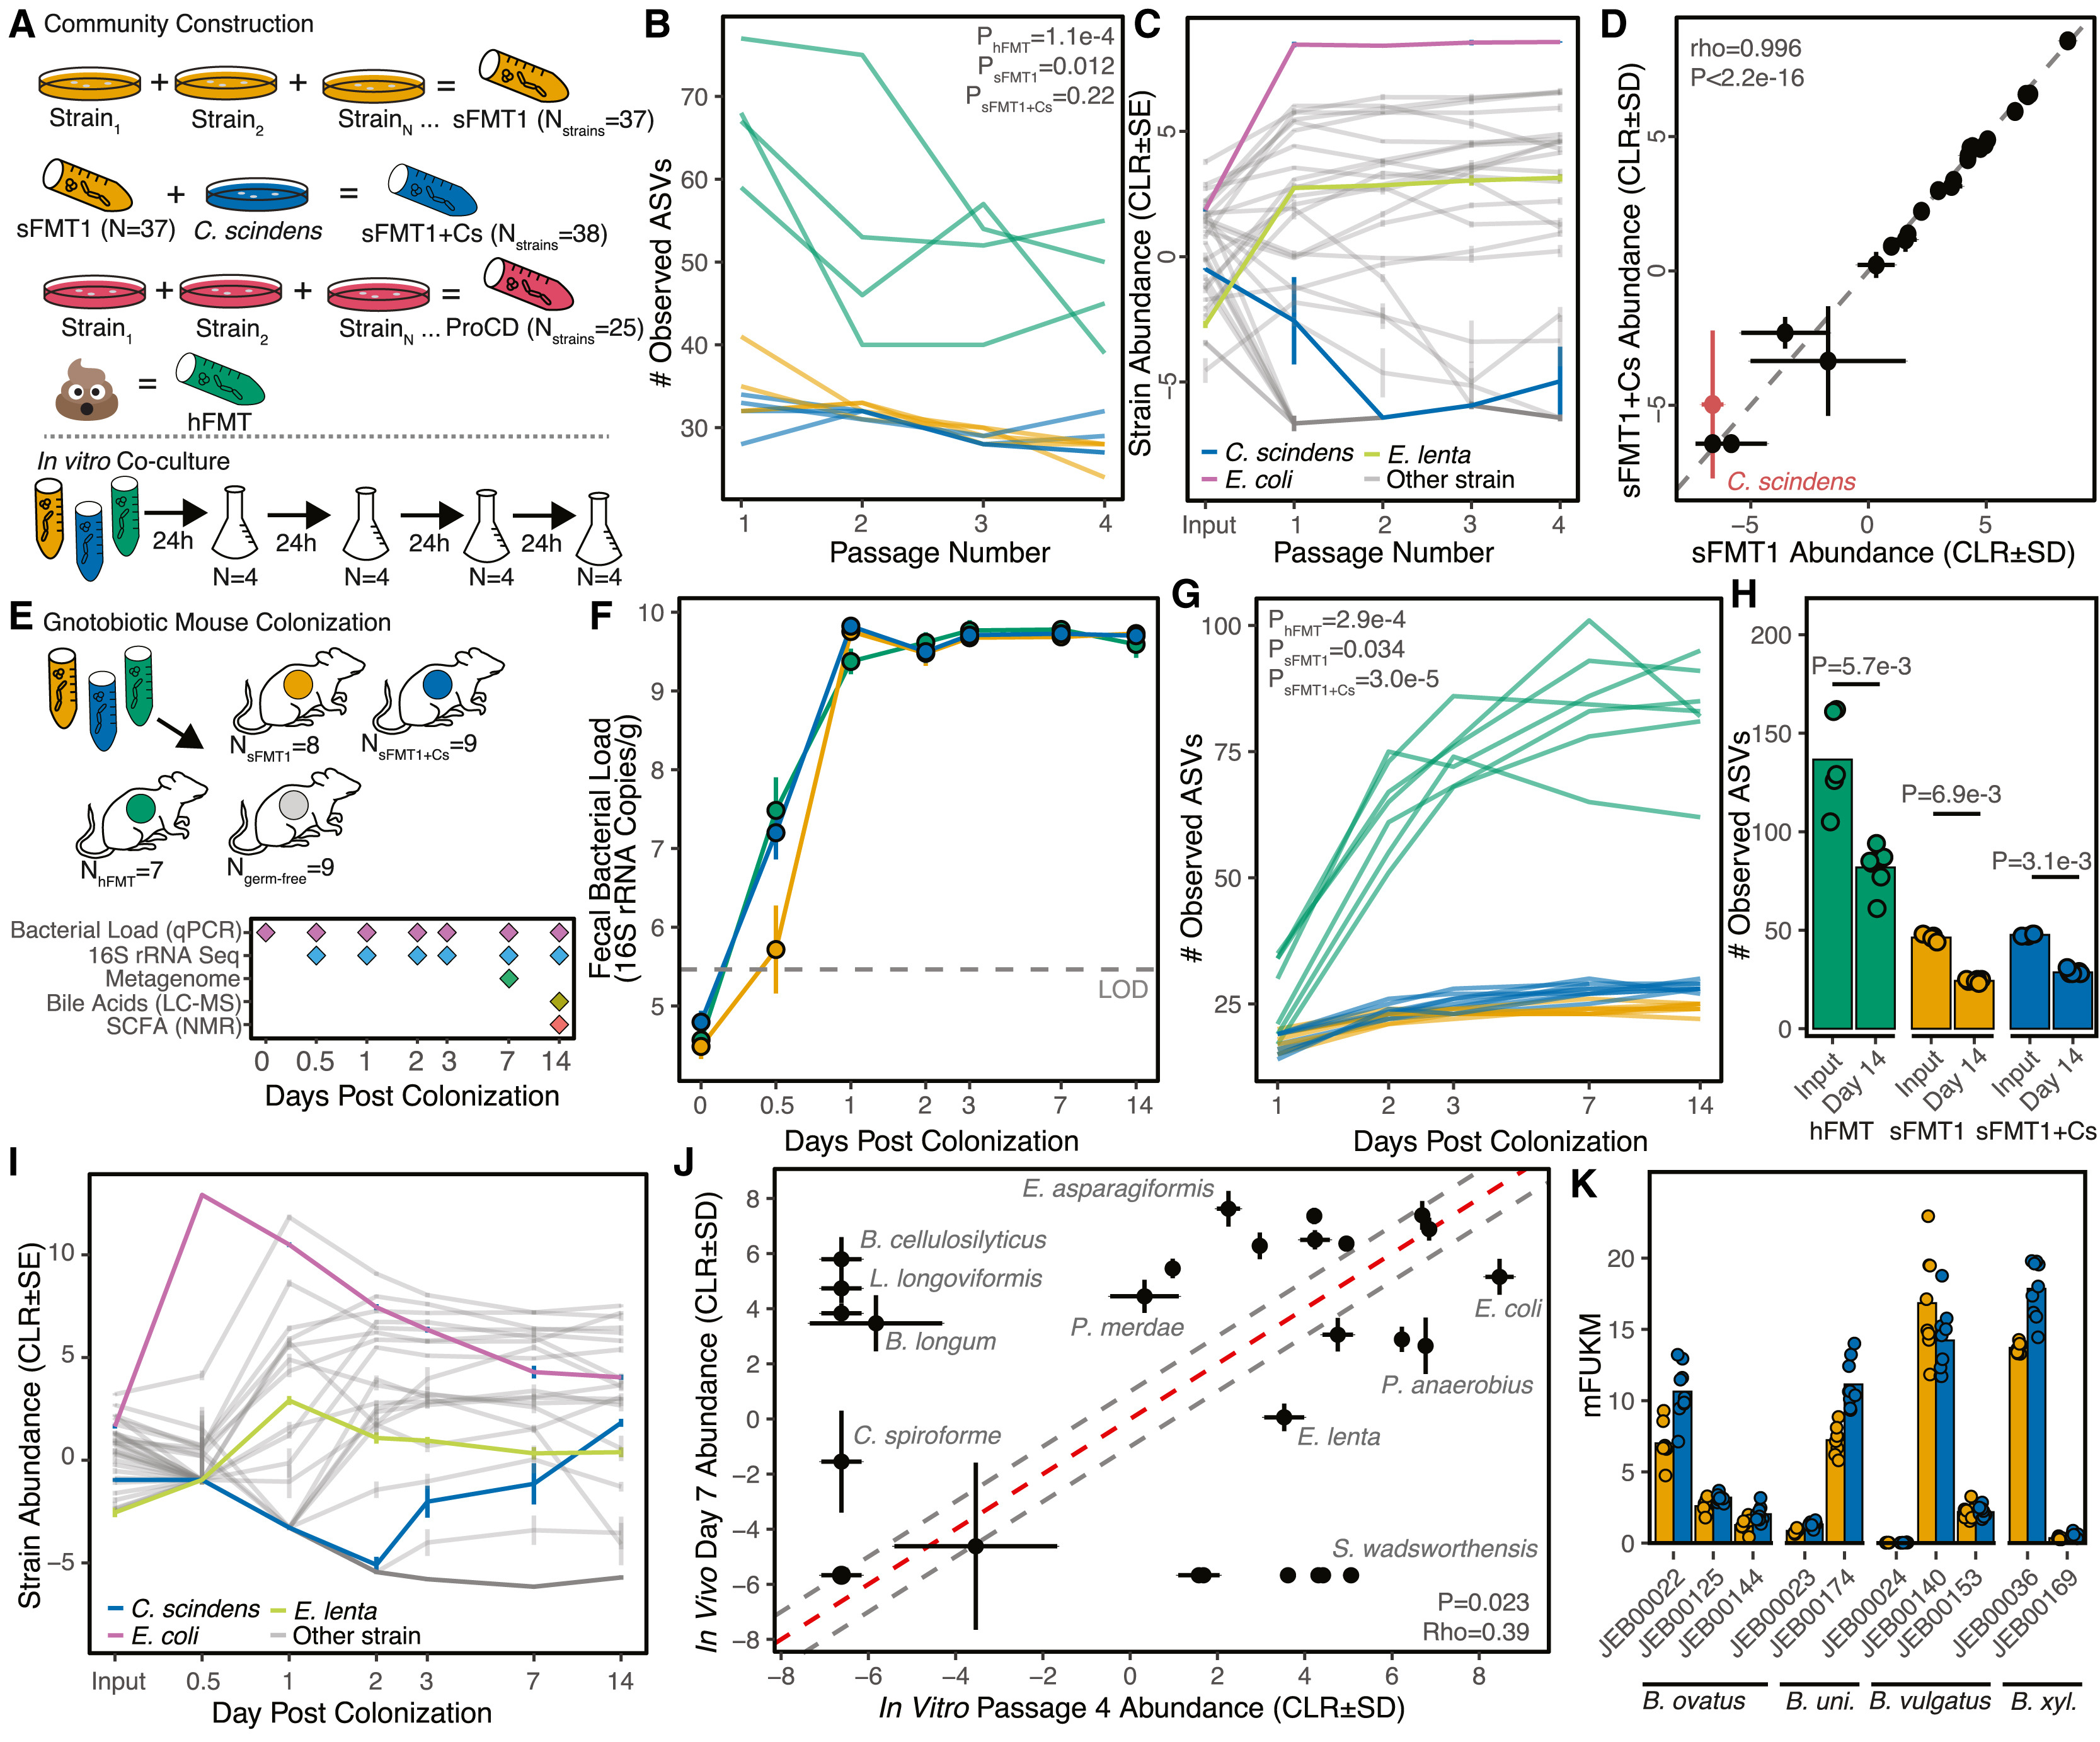 A Community Construction
Strain1 + Strain2 + StrainN ... = sFMT1 (Nstrains=37)
sFMT1 (N=37) + C. scindens = sFMT1+Cs (Nstrains=38)
Strain1 + Strain2 + StrainN ... = ProCD (Nstrains=25)
= hFMT
In vitro Co-culture
24h 24h 24h 24h
N=4 N=4 N=4 N=4
B
# Observed ASVs
PhFMT=1.1e-4
PsFMT1=0.012
PsFMT1+Cs=0.22
70
60
50
40
30
1 2 3 4
Passage Number
C
Strain Abundance (CLR±SE)
5
0
−5
C. scindens E. lenta
E. coli Other strain
Input 1 2 3 4
Passage Number
D
sFMT1+Cs Abundance (CLR±SD)
rho=0.996
P<2.2e-16
5
0
−5
C. scindens
−5 0 5
sFMT1 Abundance (CLR±SD)
E Gnotobiotic Mouse Colonization
NsFMT1=8 NsFMT1+Cs=9
NhFMT=7 Ngerm-free=9
Bacterial Load (qPCR)
16S rRNA Seq
Metagenome
Bile Acids (LC-MS)
SCFA (NMR)
0 0.5 1 2 3 7 14
Days Post Colonization
F
Fecal Bacterial Load
(16S rRNA Copies/g)
10
9
8
7
6
5
LOD
0 0.5 1 2 3 7 14
Days Post Colonization
G
# Observed ASVs
PhFMT=2.9e-4
PsFMT1=0.034
PsFMT1+Cs=3.0e-5
100
75
50
25
1 2 3 7 14
Days Post Colonization
H
# Observed ASVs
200
150
100
50
0
P=5.7e-3
P=6.9e-3
P=3.1e-3
Input Day 14 Input Day 14 Input Day 14
hFMT sFMT1 sFMT1+Cs
I
Strain Abundance (CLR±SE)
10
5
0
−5
C. scindens E. lenta
E. coli Other strain
Input 0.5 1 2 3 7 14
Day Post Colonization
J
In Vivo Day 7 Abundance (CLR±SD)
8
6
4
2
0
−2
−4
−6
−8
E. asparagiformis
B. cellulosilyticus
L. longoviformis
B. longum
P. merdae
E. coli
P. anaerobius
C. spiroforme
E. lenta
S. wadsworthensis
P=0.023
Rho=0.39
−8 −6 −4 −2 0 2 4 6 8
In Vitro Passage 4 Abundance (CLR±SD)
K
mFUKM
20
15
10
5
0
JEB00022 JEB00125 JEB00144 JEB00023 JEB00174 JEB00024 JEB00140 JEB00153 JEB00036 JEB00169
B. ovatus B. uni. B. vulgatus B. xyl.